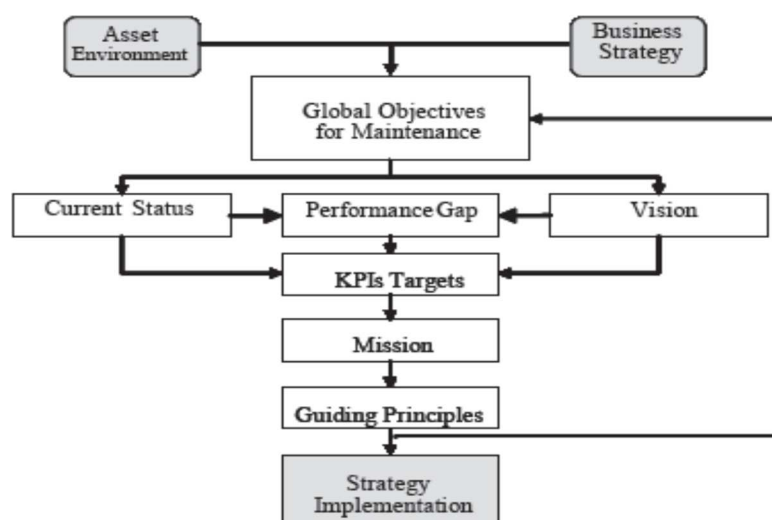 Asset
Environment
Business
Strategy
Global Objectives
for Maintenance
Current Status
Performance Gap
Vision
KPIs Targets
Mission
Guiding Principles
Strategy
Implementation